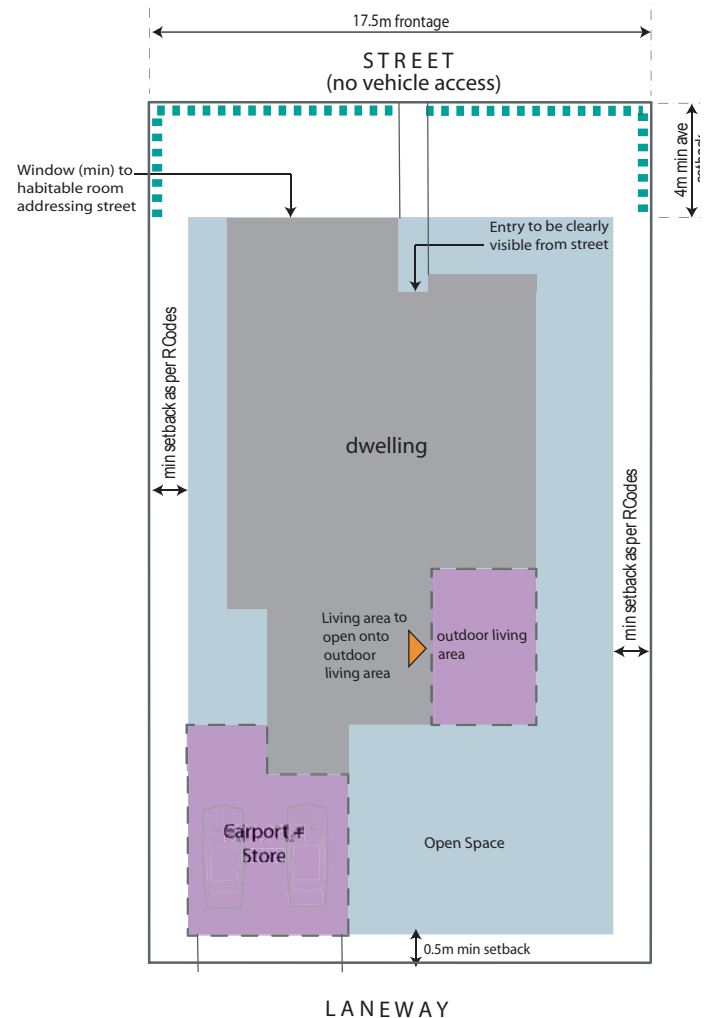 17.5m frontage
STREET
(no vehicle access)
4m min ave
setback
Window (min) to
habitable room
addressing street
Entry to be clearly
visible from street
min setback as per RCodes
dwelling
min setback as per RCodes
Living area to
open onto
outdoor
living area
outdoor living
area
Carport +
Store
Open Space
0.5m min setback
LANEWAY